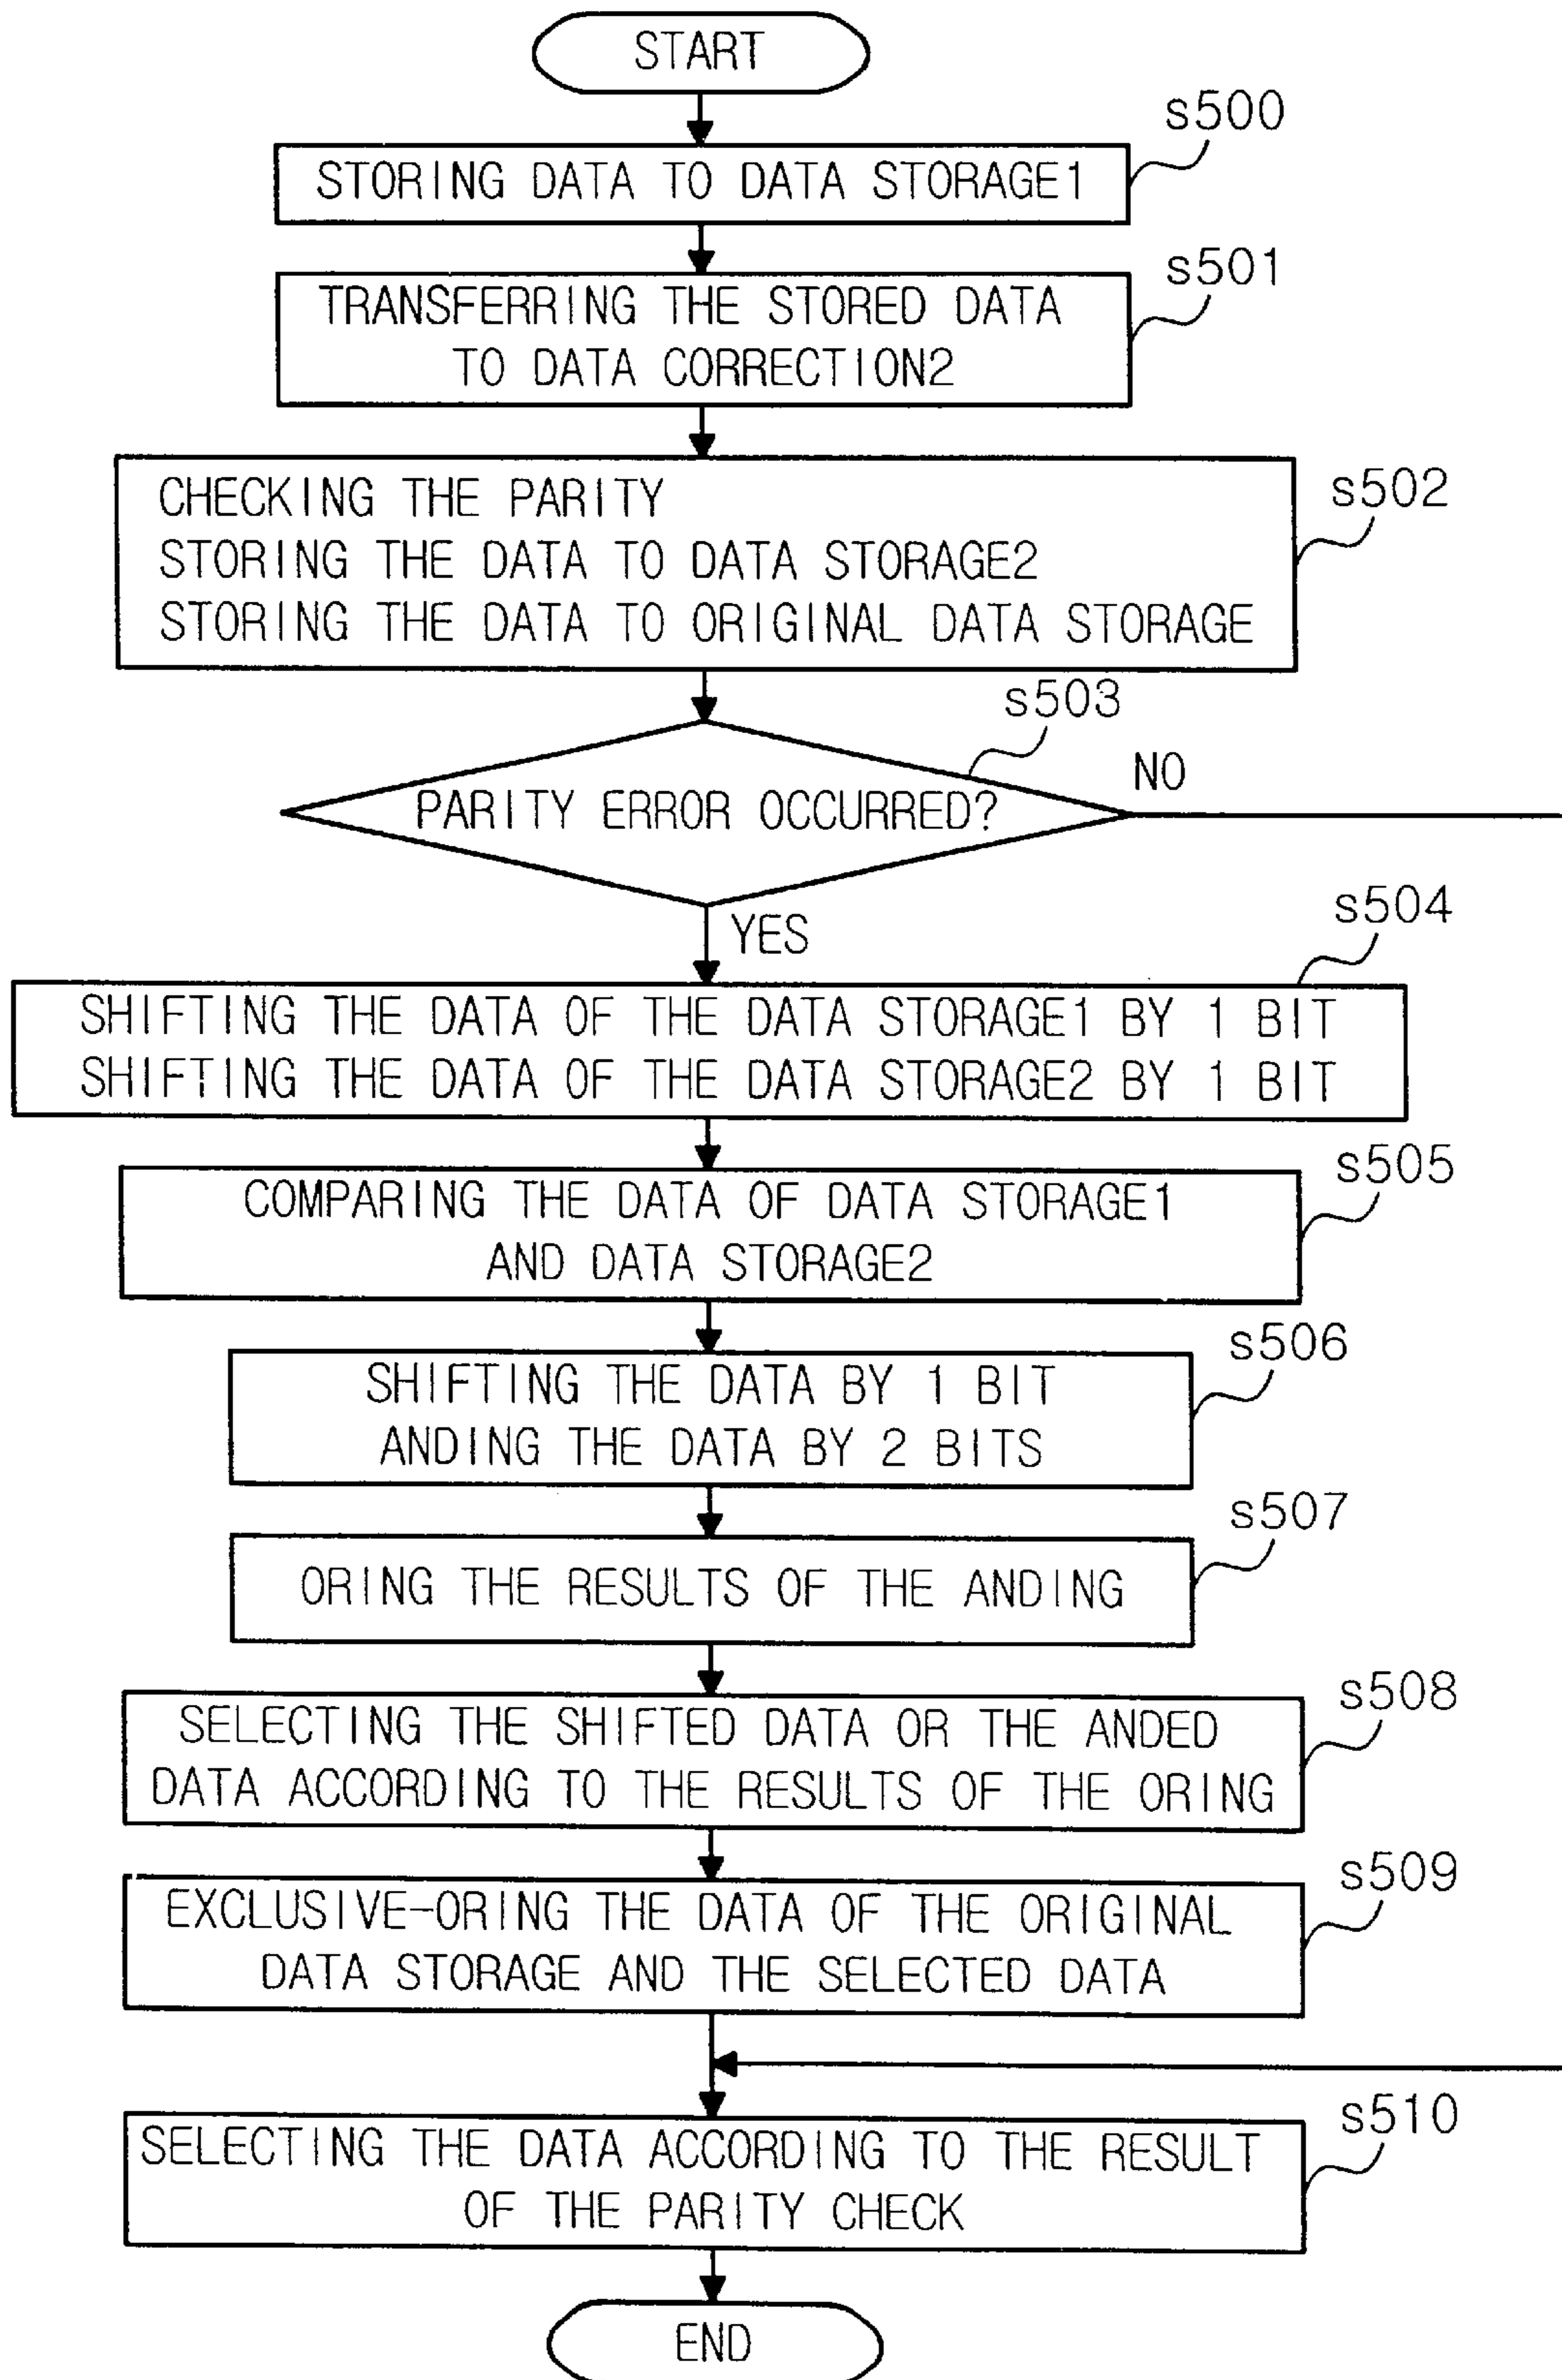 START
s500
STORING DATA TO DATA STORAGE1
s501
TRANSFERRING THE STORED DATA
TO DATA CORRECTION2
s502
CHECKING THE PARITY
STORING THE DATA TO DATA STORAGE2
STORING THE DATA TO ORIGINAL DATA STORAGE
s503
NO
PARITY ERROR OCCURRED?
YES
s504
SHIFTING THE DATA OF THE DATA STORAGE1 BY 1 BIT
SHIFTING THE DATA OF THE DATA STORAGE2 BY 1 BIT
s505
COMPARING THE DATA OF DATA STORAGE1
AND DATA STORAGE2
s506
SHIFTING THE DATA BY 1 BIT
ANDING THE DATA BY 2 BITS
s507
ORING THE RESULTS OF THE ANDING
s508
SELECTING THE SHIFTED DATA OR THE ANDED
DATA ACCORDING TO THE RESULTS OF THE ORING
s509
EXCLUSIVE-ORING THE DATA OF THE ORIGINAL
DATA STORAGE AND THE SELECTED DATA
s510
SELECTING THE DATA ACCORDING TO THE RESULT
OF THE PARITY CHECK
END